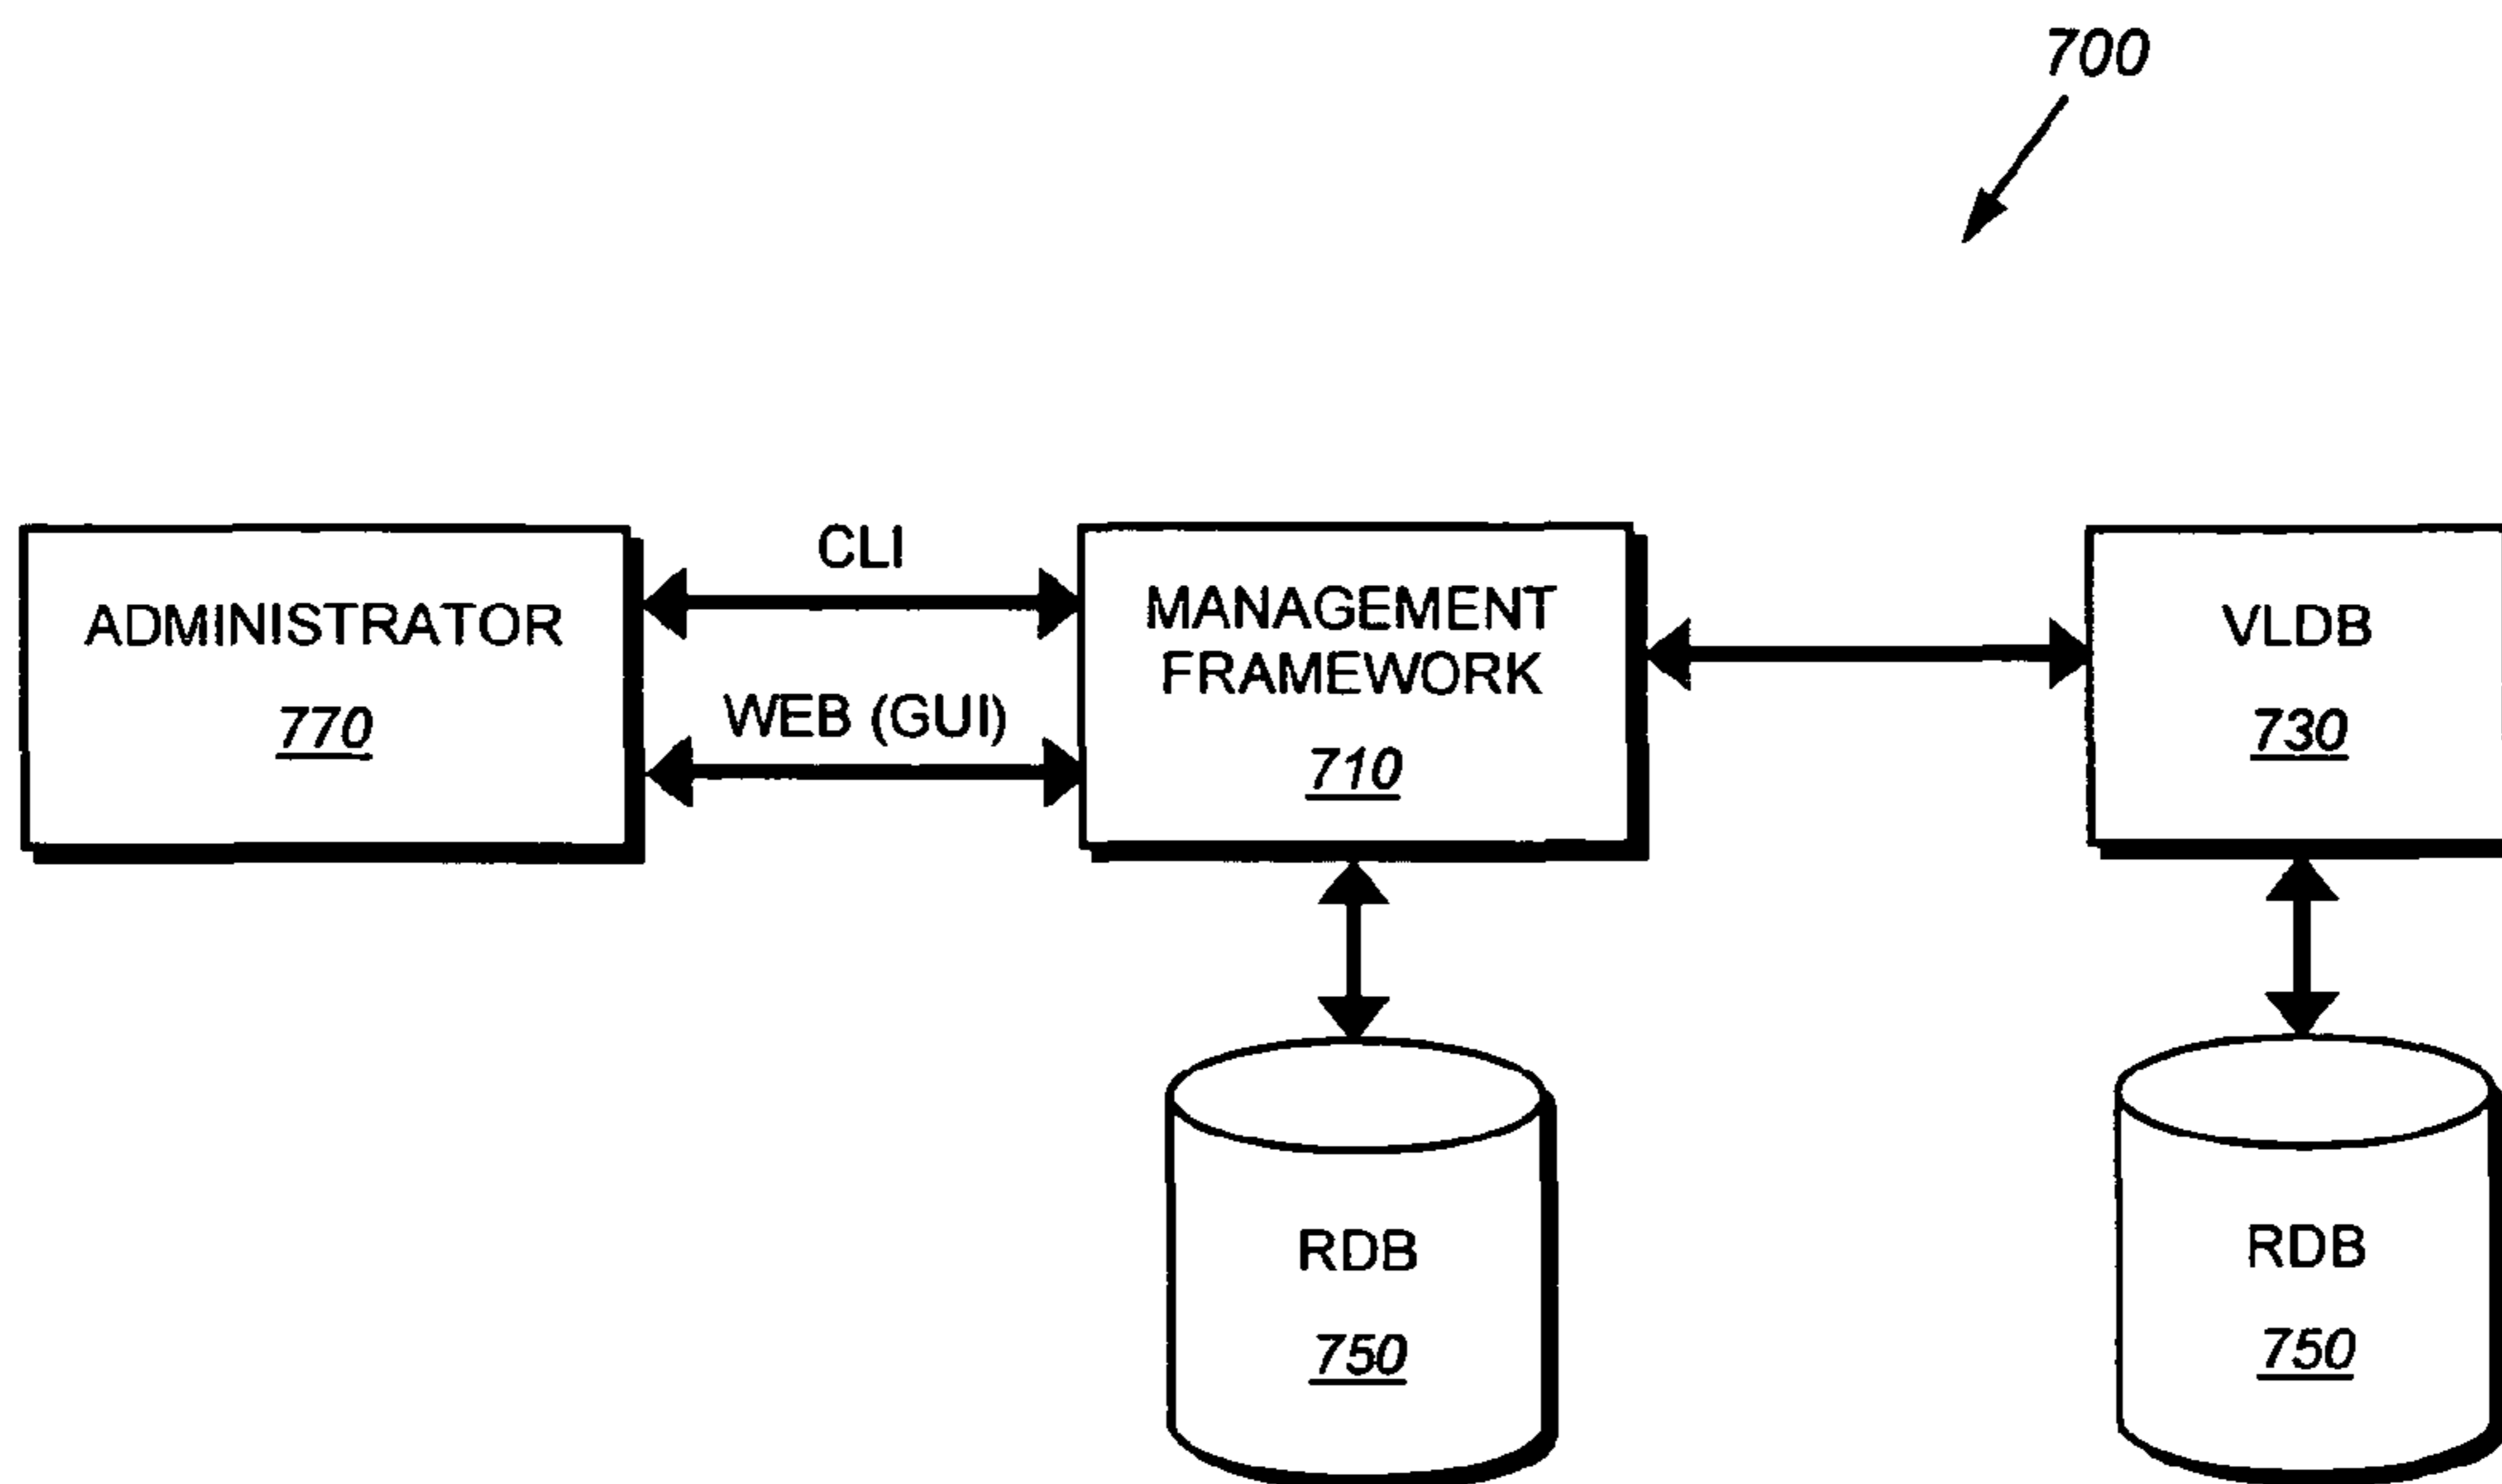 700
ADMINISTRATOR
770
CLI
WEB (GUI)
MANAGEMENT
FRAMEWORK
710
VLDB
730
RDB
750
RDB
750